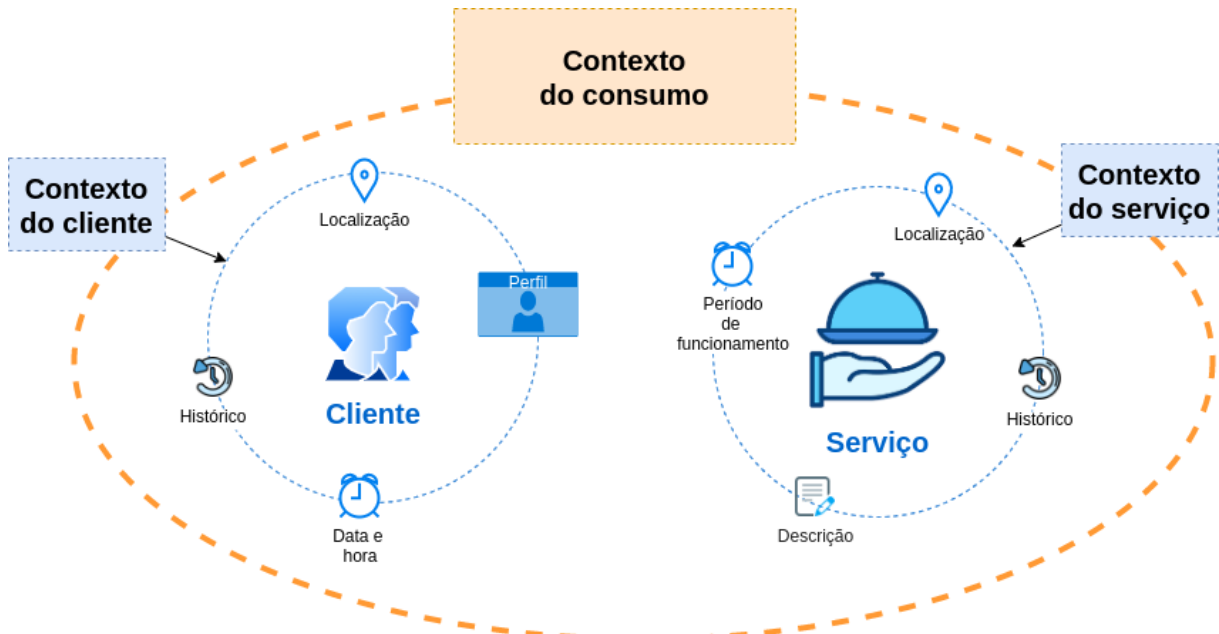 Contexto
do consumo
Contexto
do cliente
Contexto
do serviço
Localização
Localização
Perfil
Período
de
funcionamento
Histórico
Cliente
Histórico
Serviço
Data e
hora
Descrição